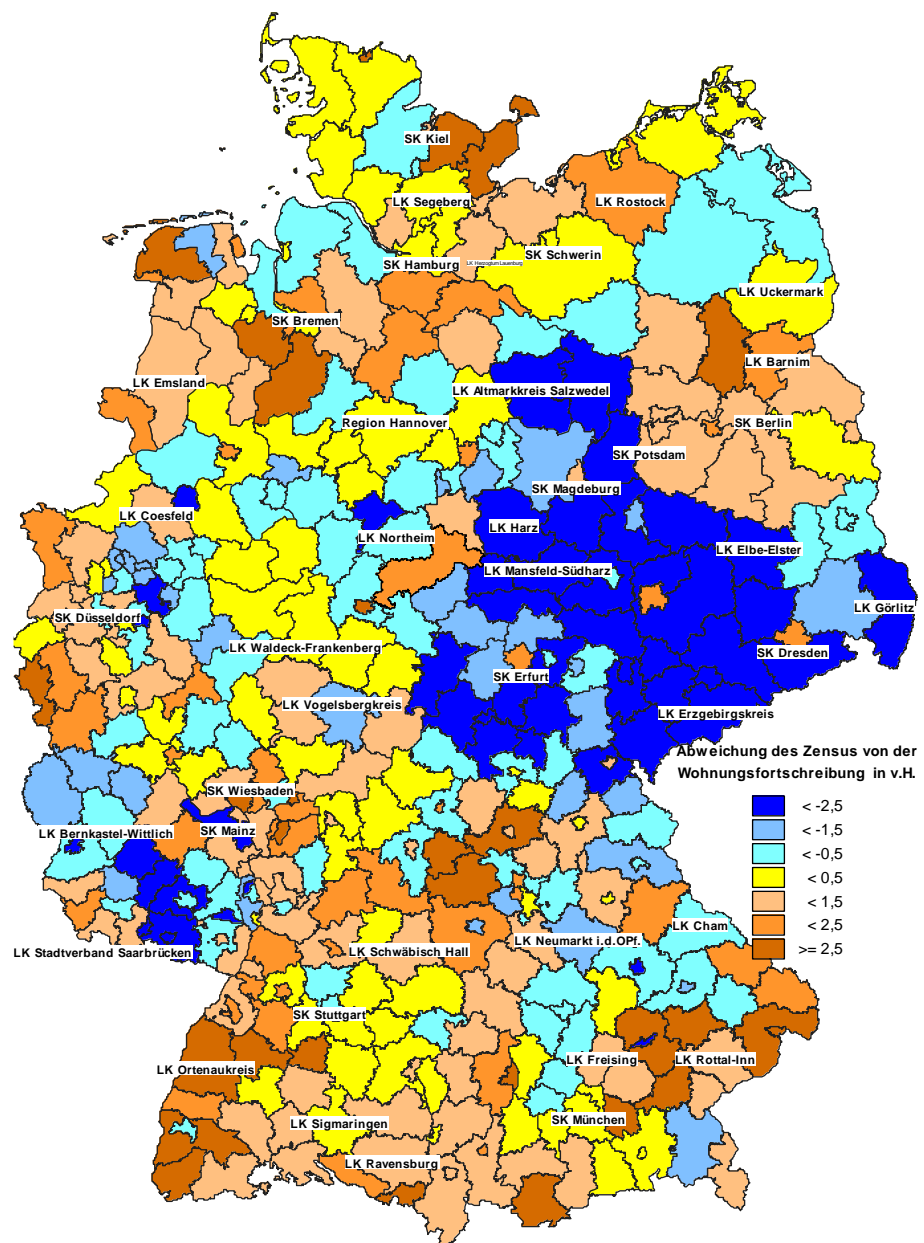 SK Kiel
LK Segeberg
LK Rostock
SK Hamburg
LK Herzogtum Lauenburg
SK Schwerin
LK Uckermark
SK Bremen
LK Barnim
LK Emsland
LK Altmarkkreis Salzwedel
Region Hannover
SK Berlin
SK Potsdam
SK Magdeburg
LK Coesfeld
LK Harz
LK Northeim
LK Elbe-Elster
LK Mansfeld-Südharz
LK Görlitz
SK Düsseldorf
LK Waldeck-Frankenberg
SK Dresden
SK Erfurt
LK Vogelsbergkreis
LK Erzgebirgskreis
Abweichung des Zensus von der
Wohnungsfortschreibung in v.H.
SK Wiesbaden
< -2,5
< -1,5
LK Bernkastel-Wittlich
SK Mainz
< -0,5
< 0,5
< 1,5
< 2,5
>= 2,5
LK Cham
LK Neumarkt i.d.OPf.
LK Stadtverband Saarbrücken
LK Schwäbisch Hall
SK Stuttgart
LK Freising
LK Rottal-Inn
LK Ortenaukreis
LK Sigmaringen
SK München
LK Ravensburg